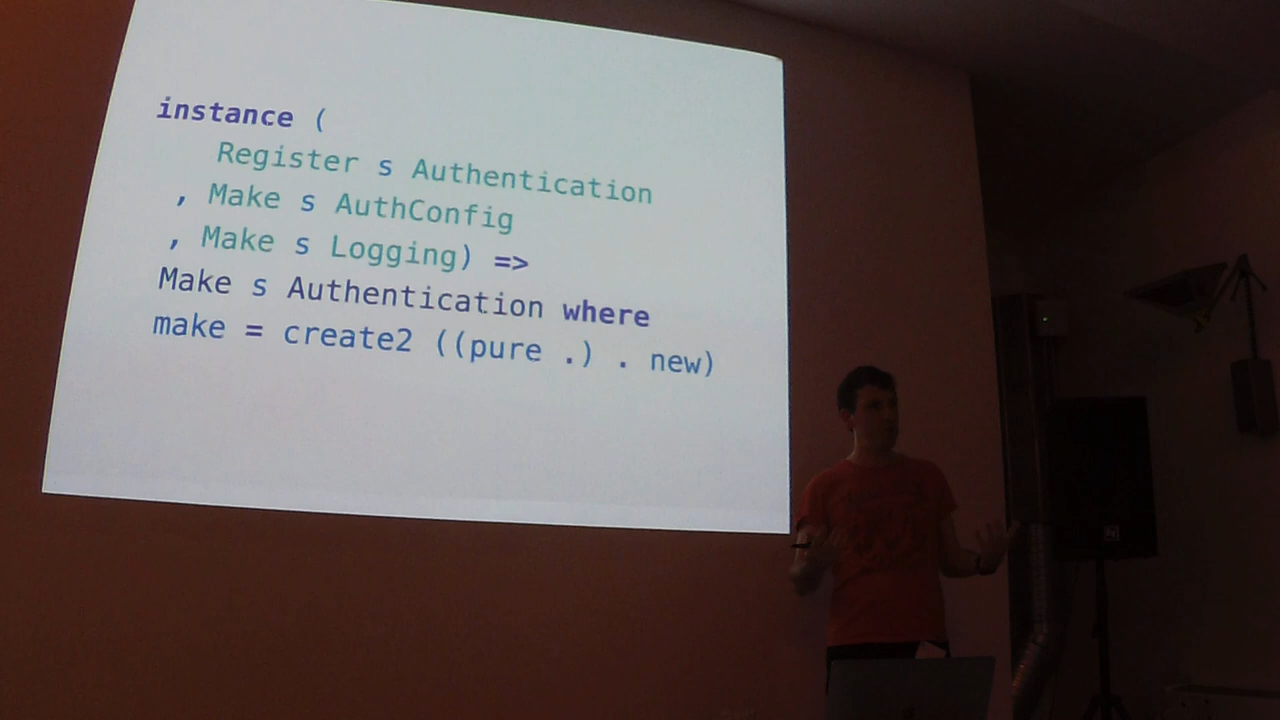 instance (
Register s Authentication
, Make s AuthConfig
, Make s Logging) =>
Make s Authentication where
make = create2 ((pure .) . new)